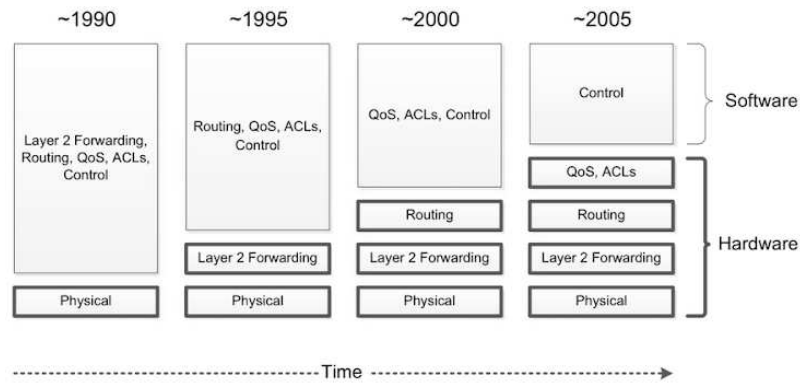 ~1990
~1995
~2000
~2005
Layer 2 Forwarding,
Routing, QoS, ACLs,
Control
Physical
Routing, QoS, ACLs,
Control
Layer 2 Forwarding
Physical
QoS, ACLs, Control
Routing
Layer 2 Forwarding
Physical
Control
QoS, ACLs
Routing
Layer 2 Forwarding
Physical
Software
Hardware
Time